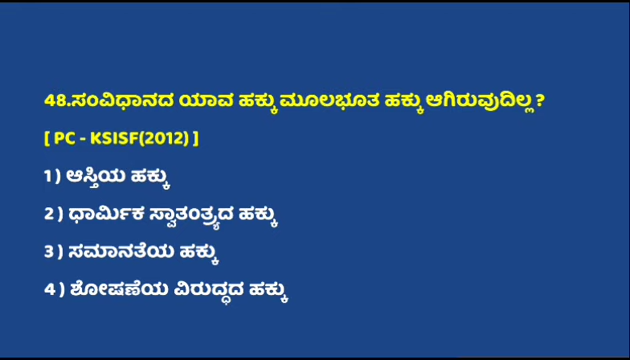 48.ಸಂವಿಧಾನದ ಯಾವ ಹಕ್ಕು ಮೂಲಭೂತ ಹಕ್ಕು ಆಗಿರುವುದಿಲ್ಲ ?
[ PC - KSISF(2012) ]
1 ) ಆಸ್ತಿಯ ಹಕ್ಕು
2 ) ಧಾರ್ಮಿಕ ಸ್ವಾತಂತ್ರ್ಯದ ಹಕ್ಕು
3 ) ಸಮಾನತೆಯ ಹಕ್ಕು
4 ) ಶೋಷಣೆಯ ವಿರುದ್ಧದ ಹಕ್ಕು